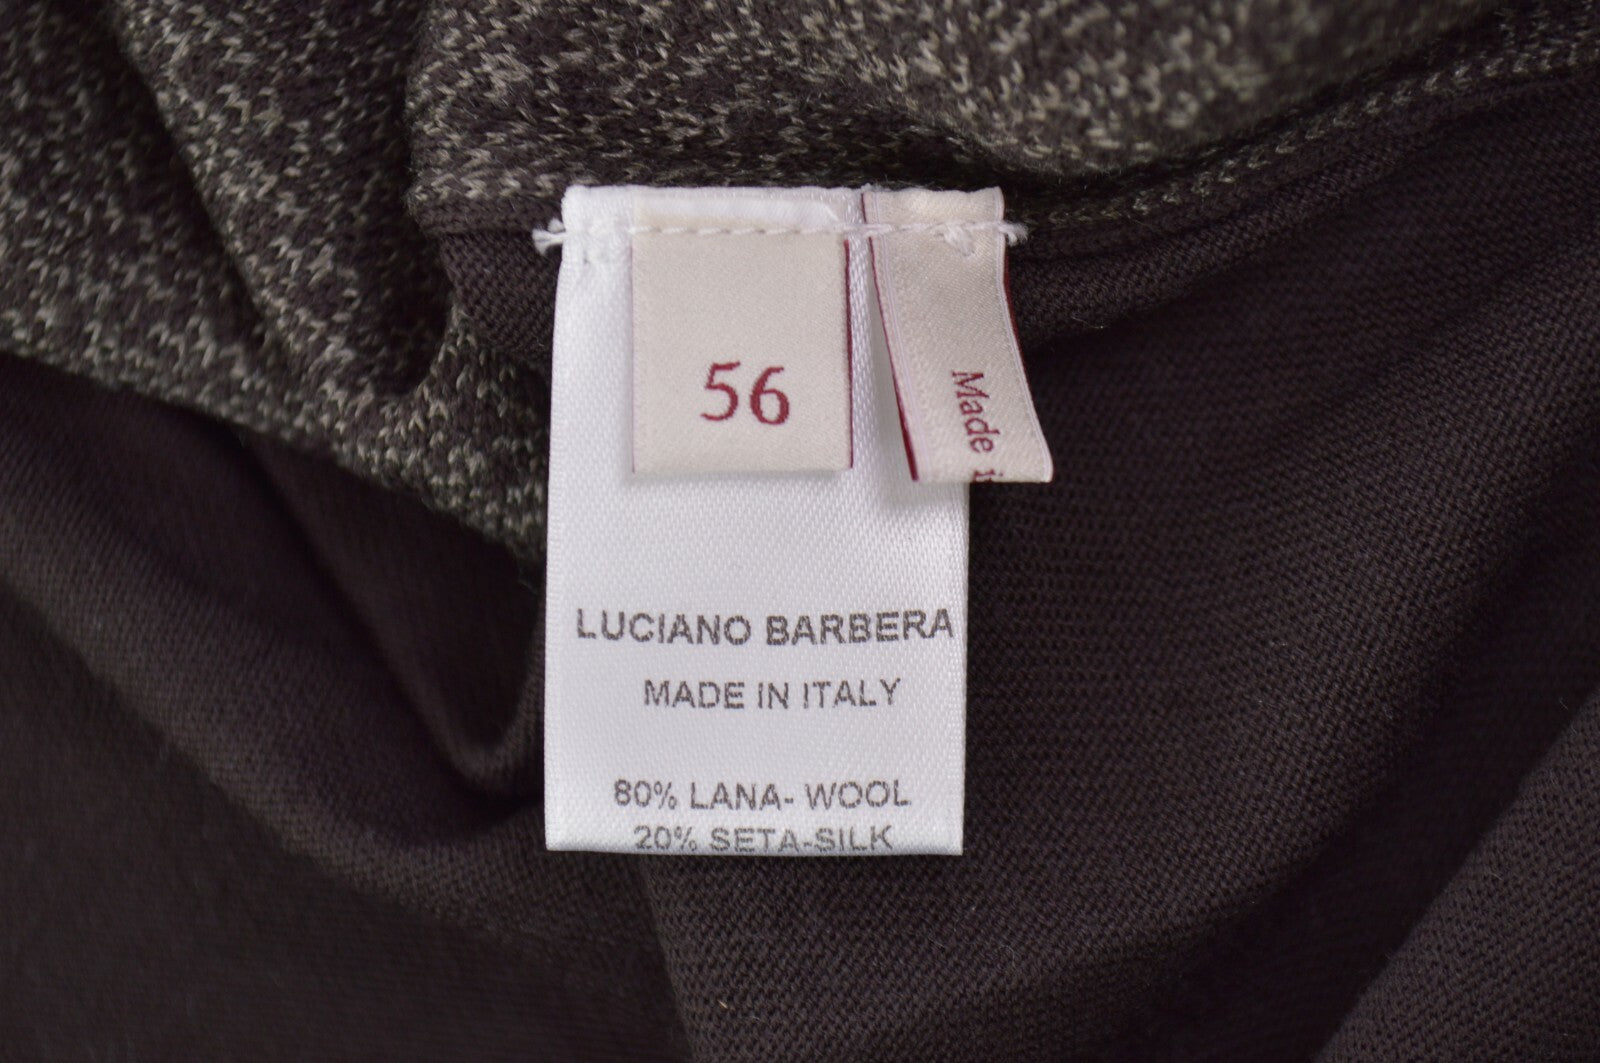 56
Made
LUCIANO BARBERA
MADE IN ITALY
80% LANA- WOOL
20% SETA-SILK